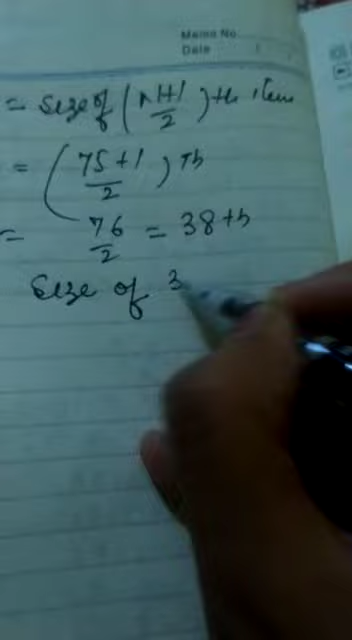 Memo No.
Date
= Size of (N+1/2)th item
= (75+1/2)th
= 76/2 = 38th
Size of 3